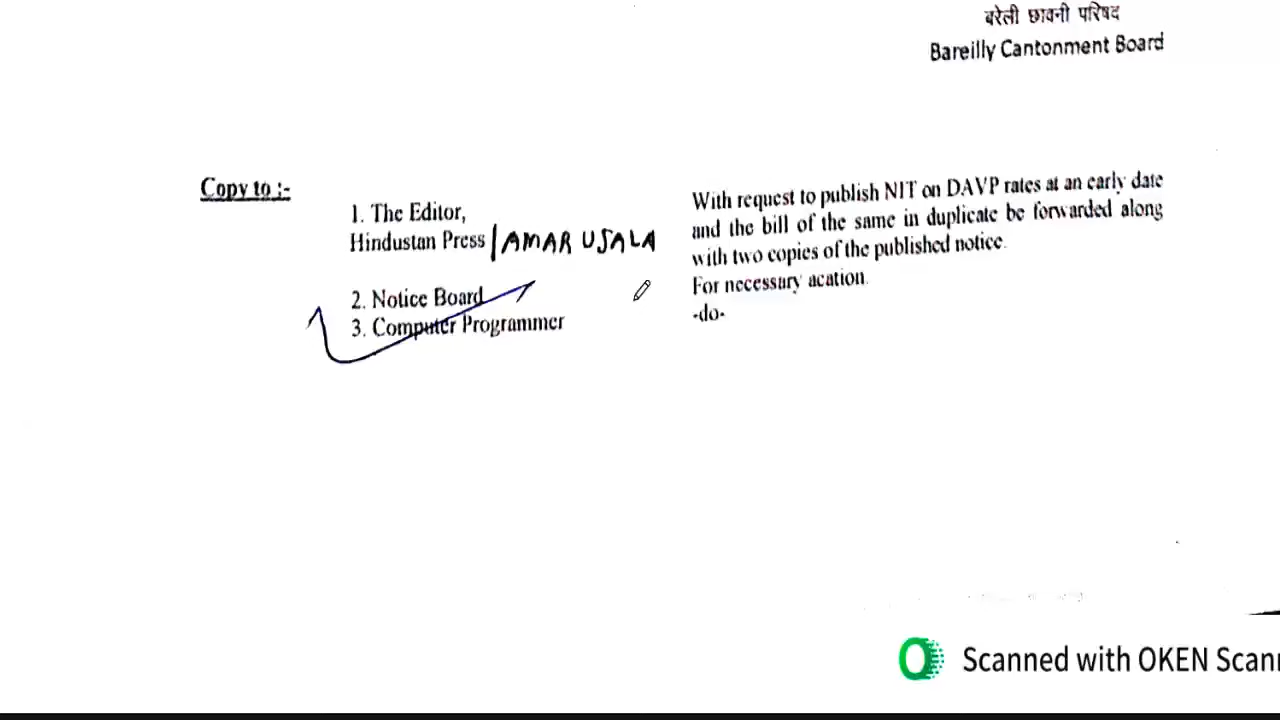 बरेली छावनी परिषद
Bareilly Cantonment Board
Copy to :-
1. The Editor,
Hindustan Press / AMAR USALA
With request to publish NIT on DAVP rates at an early date
and the bill of the same in duplicate be forwarded along
with two copies of the published notice.
2. Notice Board
For necessary acation.
3. Computer Programmer
-do-
Scanned with OKEN Scann